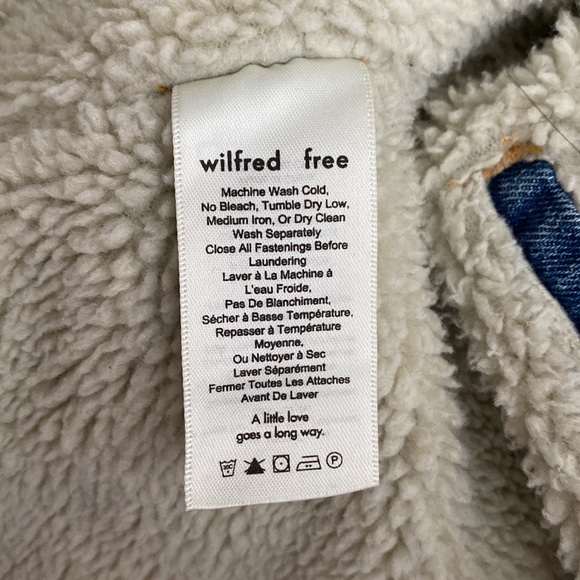 wilfred free
Machine Wash Cold,
No Bleach, Tumble Dry Low,
Medium Iron, Or Dry Clean
Wash Separately
Close All Fastenings Before
Laundering
Laver à La Machine à
L'eau Froide,
Pas De Blanchiment,
Sécher à Basse Température,
Repasser à Température
Moyenne,
Ou Nettoyer à Sec
Laver Séparément
Fermer Toutes Les Attaches
Avant De Laver
A little love
goes a long way.
30C P